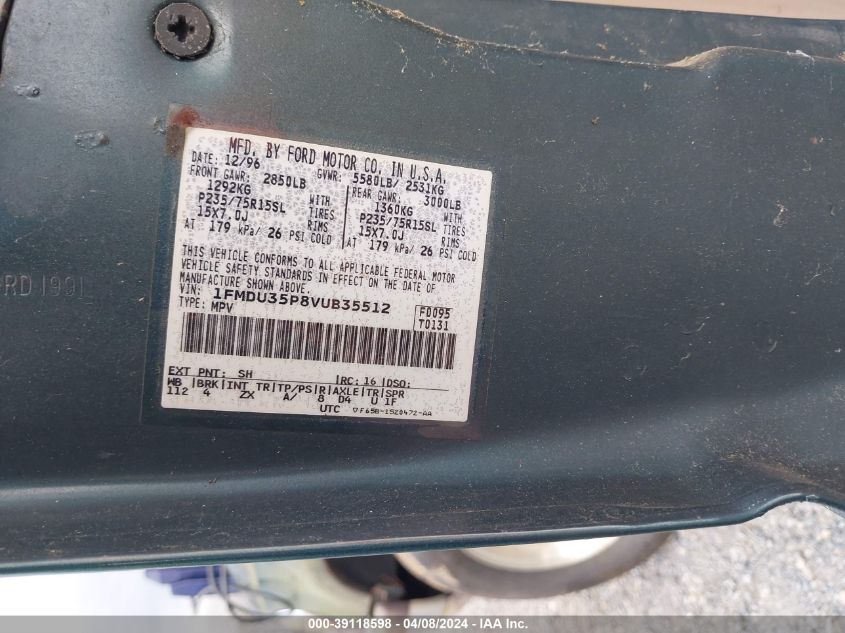 MFD. BY FORD MOTOR CO. IN U.S.A.
DATE: 12/96 GVWR: 5580LB/ 2531KG
FRONT GAWR: 2850LB REAR GAWR: 3000LB
1292KG WITH 1360KG WITH
P235/75R15SL TIRES P235/75R15SL TIRES
15X7.0J RIMS 15X7.0J RIMS
AT 179 kPa/ 26 PSI COLD AT 179 kPa/ 26 PSI COLD
THIS VEHICLE CONFORMS TO ALL APPLICABLE FEDERAL MOTOR
VEHICLE SAFETY STANDARDS IN EFFECT ON THE DATE OF
MANUFACTURE SHOWN ABOVE.
VIN: 1FMDU35P8VUB35512
TYPE: MPV
F0095
T0131
EXT PNT: SH RC: 16 DSO:
WB BRK INT TR TP/PS R AXLE TR SPR
112 4 ZX A/ 8 D4 U 1F
UTC F65B-1520472-AA
RD 1991
000-39118598 - 04/08/2024 - IAA Inc.